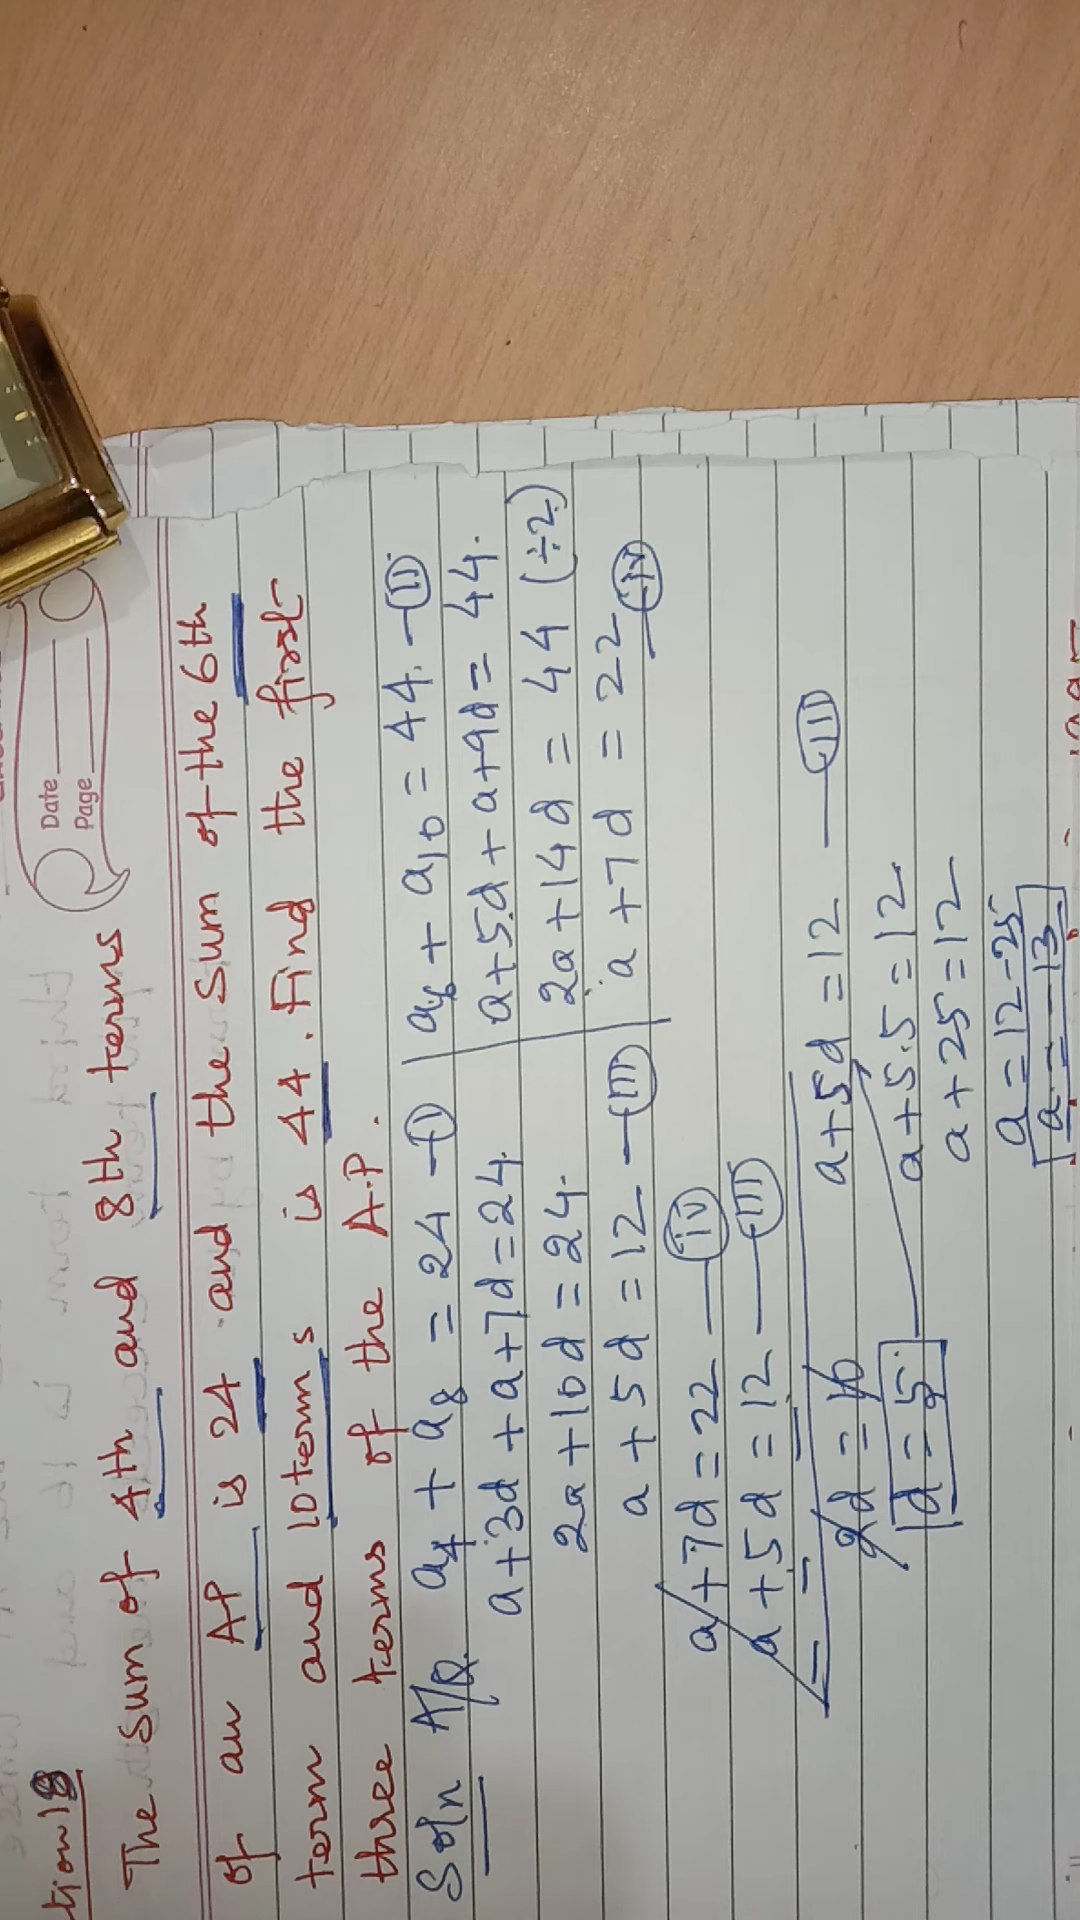 Date
Page
tion 18
The Sum of 4th and 8th terms
of an AP is 24 and the Sum of the 6th
term and 10 terms is 44. Find the first
three terms of the A.P.
Soln A/Q a4 + a8 = 24 - (i) a6 + a10 = 44. - (ii)
a+3d + a+7d = 24. a+5d + a+9d = 44.
2a + 10d = 24. 2a + 14d = 44 (÷2)
a + 5d = 12 - (iii) a + 7d = 22 - (iv)
a + 7d = 22 - (iv)
a + 5d = 12 - (iii)
- - -
2d = 10 a + 5d = 12 - (iii)
d = 5. a + 5.5 = 12
a + 25 = 12
a = 12 - 25
a = - 13